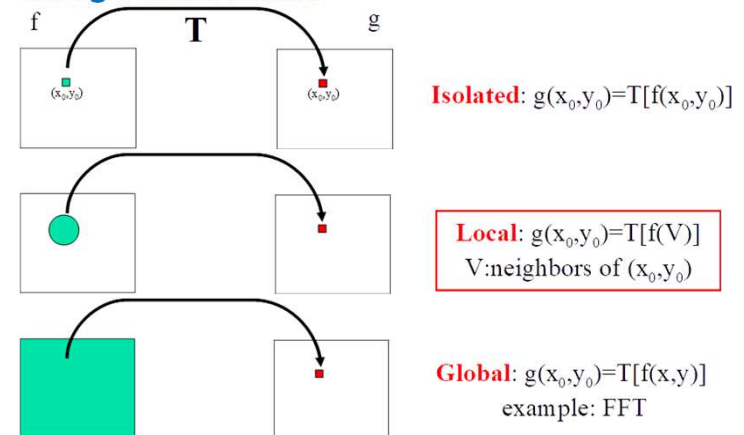 f
T
g
(x₀,y₀)
(x₀,y₀)
Isolated: g(x₀,y₀)=T[f(x₀,y₀)]
Local: g(x₀,y₀)=T[f(V)]
V:neighbors of (x₀,y₀)
Global: g(x₀,y₀)=T[f(x,y)]
example: FFT